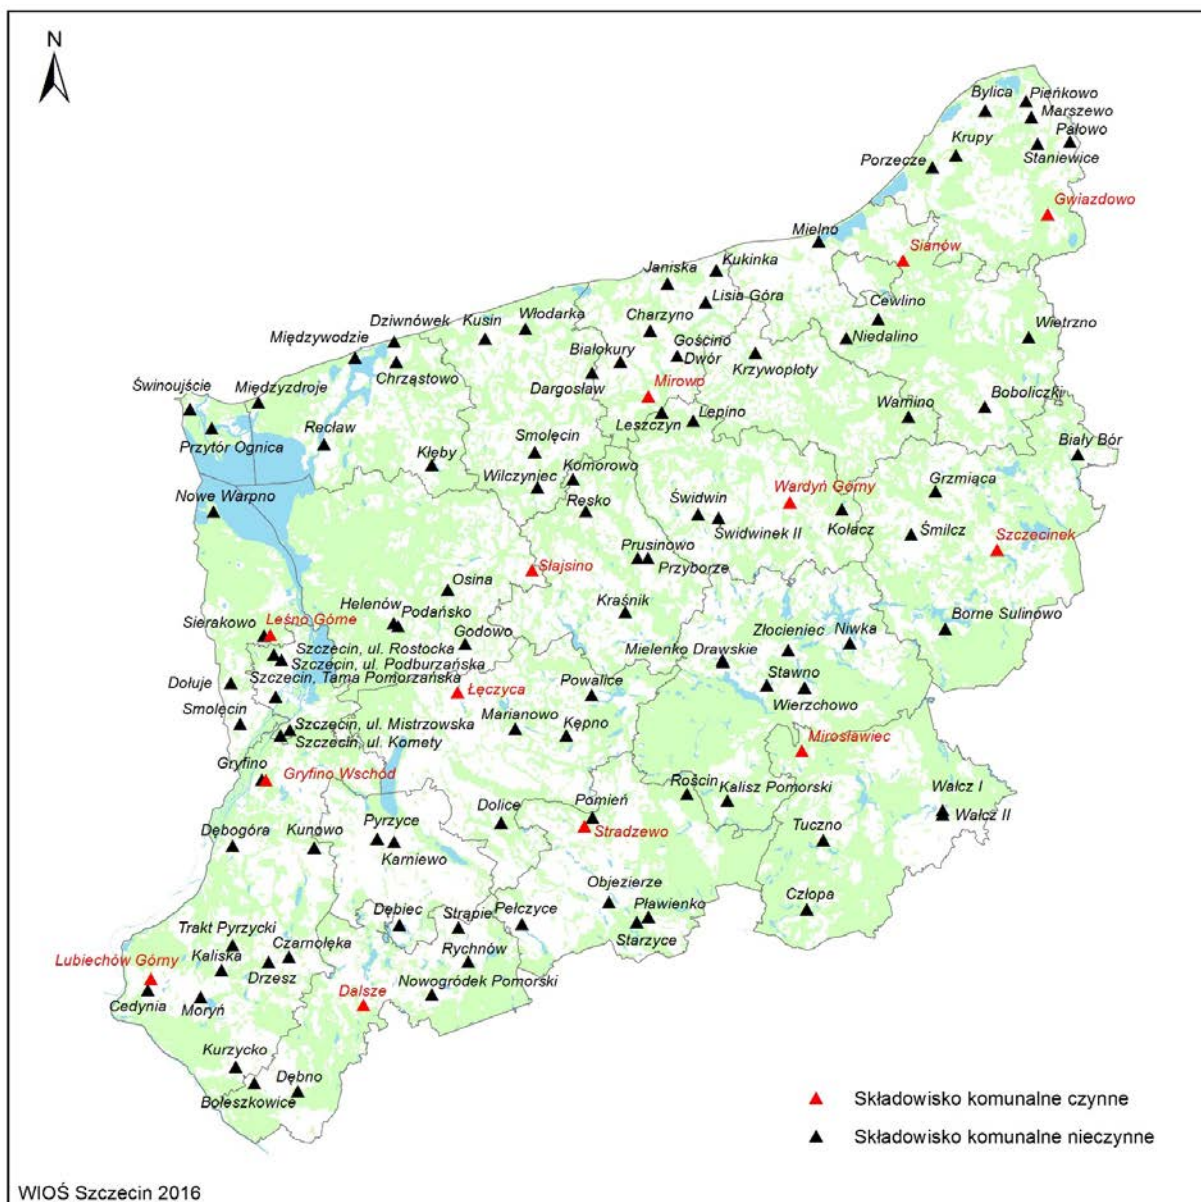 N
Bylica
Pieńkowo
Marszewo
Pałowo
Krupy
Staniewice
Porzecze
Gwiazdowo
Mielno
Sianów
Kukinka
Janiska
Lisia Góra
Cewlino
Włodarka
Charzyno
Wietrzno
Dziwnówek
Kusin
Niedalino
Międzywodzie
Gościno
Dwór
Białokury
Krzywopłoty
Chrząstowo
Dargosław
Mirowo
Świnoujście
Międzyzdroje
Boboliczki
Warnino
Leszczyn
Lepino
Recław
Przytór Ognica
Smolęcin
Biały Bór
Kłęby
Komorowo
Wilczyniec
Grzmiąca
Nowe Warpno
Resko
Wardyń Górny
Świdwin
Świdwinek II
Kołacz
Śmilcz
Szczecinek
Prusinowo
Przyborze
Słajsino
Osina
Kraśnik
Helenów
Podańsko
Borne Sulinowo
Sierakowo
Leśno Górne
Złocieniec
Niwka
Godowo
Szczecin, ul. Rostocka
Mielenko Drawskie
Szczecin, ul. Podburzańska
Szczecin, Tama Pomorzańska
Stawno
Dołuje
Łęczyca
Powalice
Wierzchowo
Smolęcin
Marianowo
Kępno
Szczecin, ul. Mistrzowska
Mirosławiec
Szczecin, ul. Komety
Gryfino
Gryfino Wschód
Rościn
Kalisz Pomorski
Wałcz I
Wałcz II
Dolice
Pomień
Stradzewo
Tuczno
Dębogóra
Kunowo
Pyrzyce
Karniewo
Objezierze
Człopa
Pławienko
Dębiec
Strąpie
Pełczyce
Starzyce
Trakt Pyrzycki
Czarnołęka
Rychnów
Lubiechów Górny
Kaliska
Drzesz
Nowogródek Pomorski
Dalsze
Cedynia
Moryń
Kurzycko
Dębno
Boleszkowice
Składowisko komunalne czynne
Składowisko komunalne nieczynne
WIOŚ Szczecin 2016